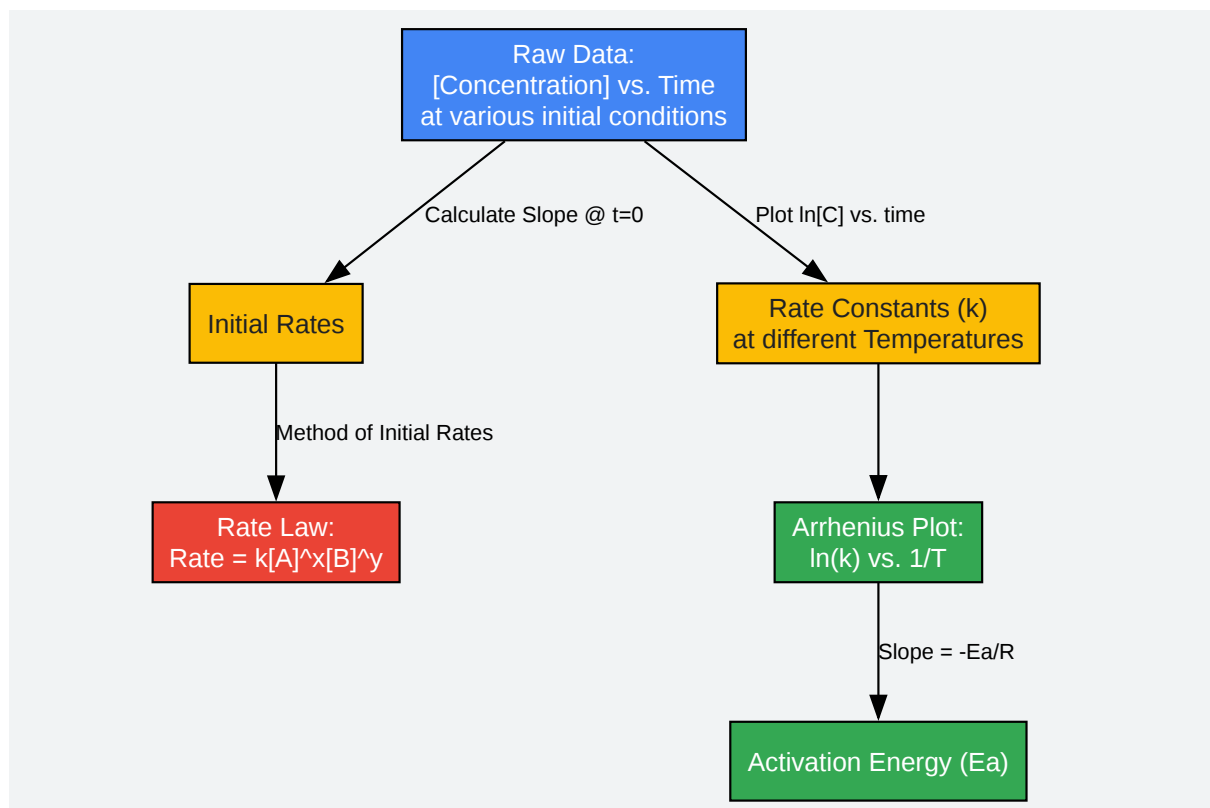 Raw Data:
[Concentration] vs. Time
at various initial conditions
Calculate Slope @ t=0
Plot ln[C] vs. time
Initial Rates
Rate Constants (k)
at different Temperatures
Method of Initial Rates
Rate Law:
Rate = k[A]^x[B]^y
Arrhenius Plot:
ln(k) vs. 1/T
Slope = -Ea/R
Activation Energy (Ea)